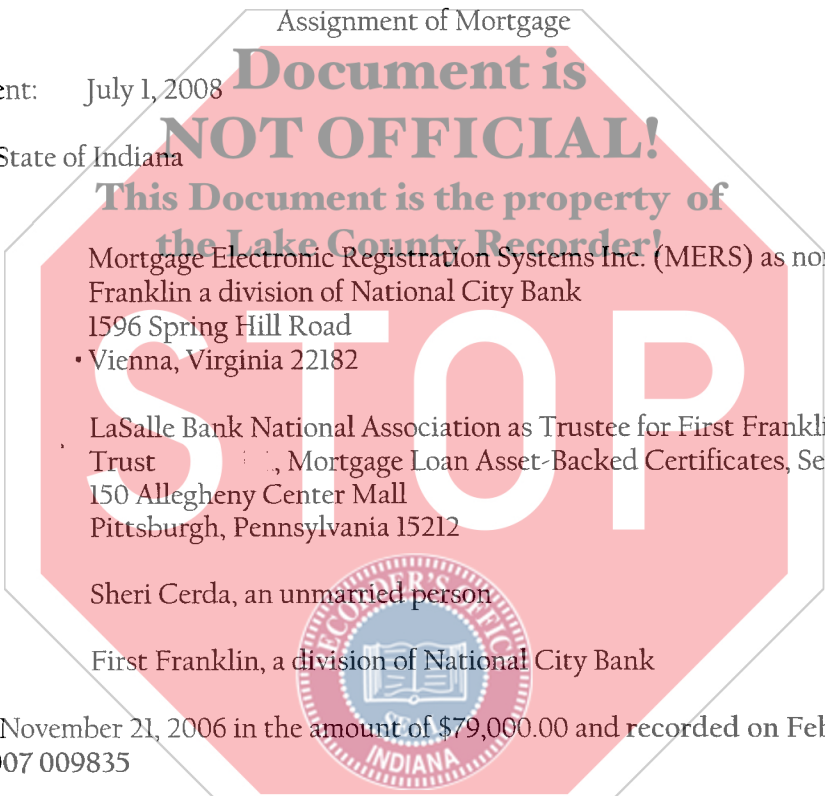 Assignment of Mortgage
Document is
ent: July 1, 2008
NOT OFFICIAL!
State of Indiana
This Document is the property of
the Lake County Recorder!
Mortgage Electronic Registration Systems Inc. (MERS) as no
Franklin a division of National City Bank
1596 Spring Hill Road
Vienna, Virginia 22182
STOP
LaSalle Bank National Association as Trustee for First Frankli
Trust , Mortgage Loan Asset-Backed Certificates, Se
150 Allegheny Center Mall
Pittsburgh, Pennsylvania 15212
Sheri Cerda, an unmarried person
RECORDER'S OFFICE
First Franklin, a division of National City Bank
SEAL
November 21, 2006 in the amount of $79,000.00 and recorded on Feb
INDIANA
07 009835